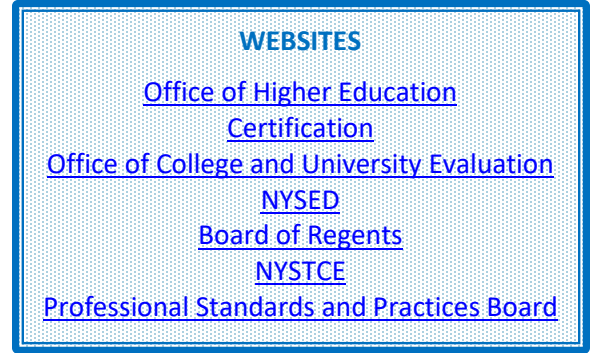 WEBSITES
Office of Higher Education
Certification
Office of College and University Evaluation
NYSED
Board of Regents
NYSTCE
Professional Standards and Practices Board